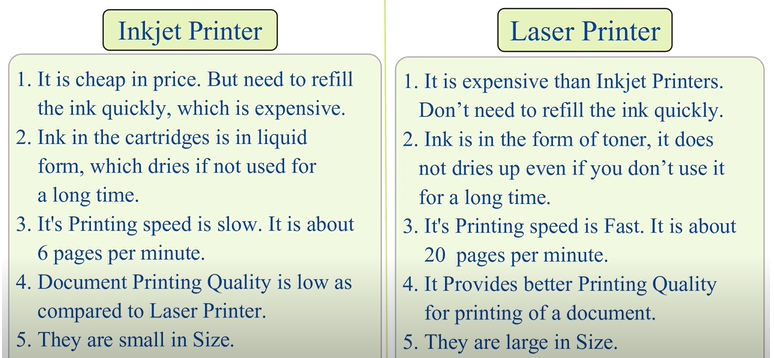 Inkjet Printer
1. It is cheap in price. But need to refill
the ink quickly, which is expensive.
2. Ink in the cartridges is in liquid
form, which dries if not used for
a long time.
3. It's Printing speed is slow. It is about
6 pages per minute.
4. Document Printing Quality is low as
compared to Laser Printer.
5. They are small in Size.
Laser Printer
1. It is expensive than Inkjet Printers.
Don’t need to refill the ink quickly.
2. Ink is in the form of toner, it does
not dries up even if you don’t use it
for a long time.
3. It's Printing speed is Fast. It is about
20 pages per minute.
4. It Provides better Printing Quality
for printing of a document.
5. They are large in Size.